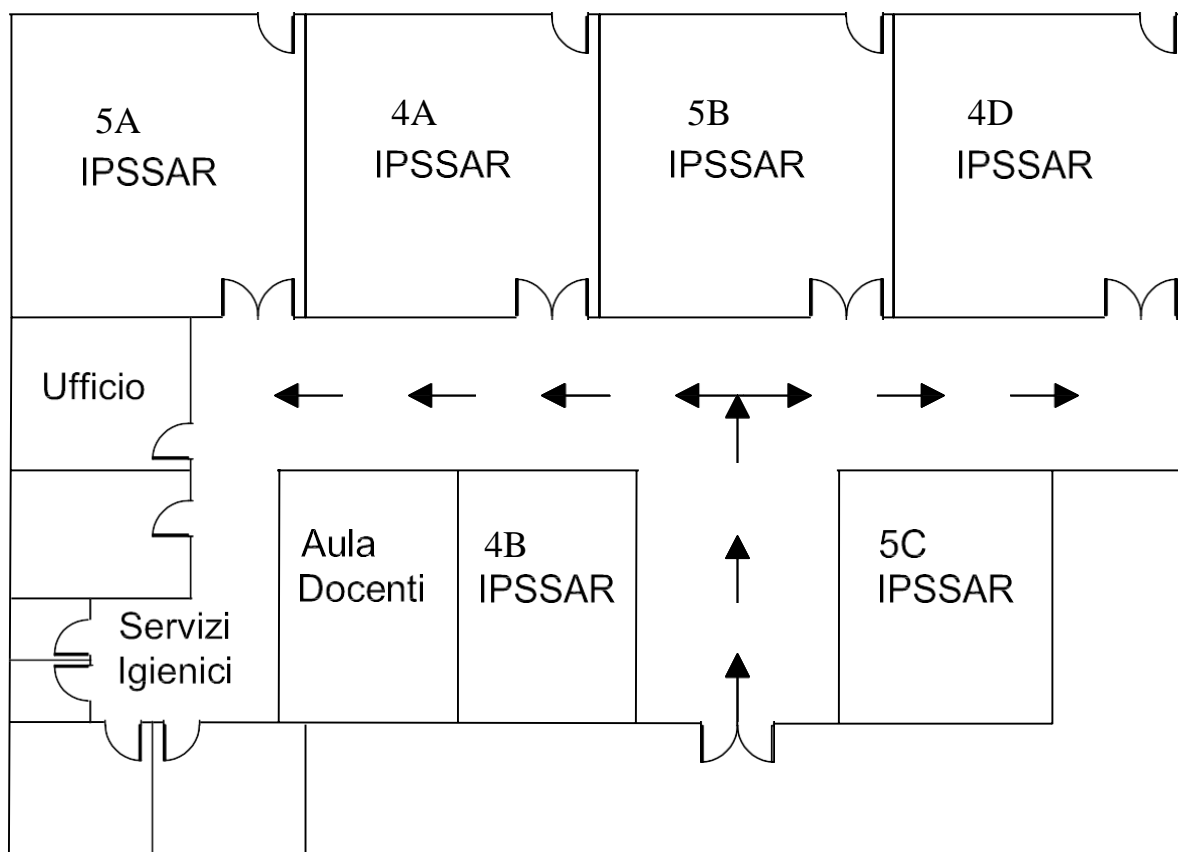 5A
IPSSAR
4A
IPSSAR
5B
IPSSAR
4D
IPSSAR
Ufficio
Aula
Docenti
4B
IPSSAR
5C
IPSSAR
Servizi
Igienici